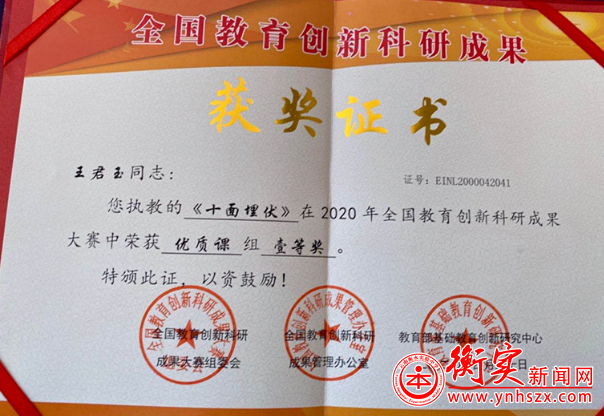 全国教育创新科研成果
获奖证书
王君玉同志：
证号：EINL2000042041
您执教的《十面埋伏》在2020年全国教育创新科研成果
大赛中荣获 优质课 组 壹等奖 。
特颁此证，以资鼓励！
全国教育创新科研
成果大赛组委会
全国教育创新科研
成果管理办公室
教育部基础教育创新研究中心
衡实新闻网
www.ynhszx.com